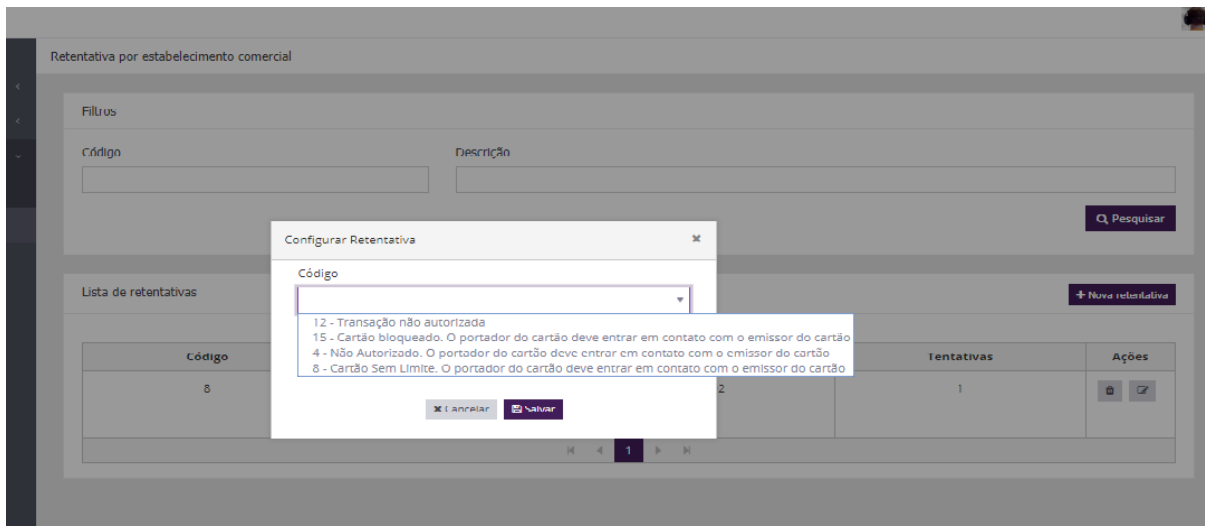 Retentativa por estabelecimento comercial
Filtros
Código
Descrição
Pesquisar
Configurar Retentativa
Código
Lista de retentativas
Nova retentativa
12 - Transação não autorizada
15 - Cartão bloqueado. O portador do cartão deve entrar em contato com o emissor do cartão
4 - Não Autorizado. O portador do cartão deve entrar em contato com o emissor do cartão
8 - Cartão Sem Limite. O portador do cartão deve entrar em contato com o emissor do cartão
Código
Tentativas
Ações
8
2
1
Cancelar
Salvar
1